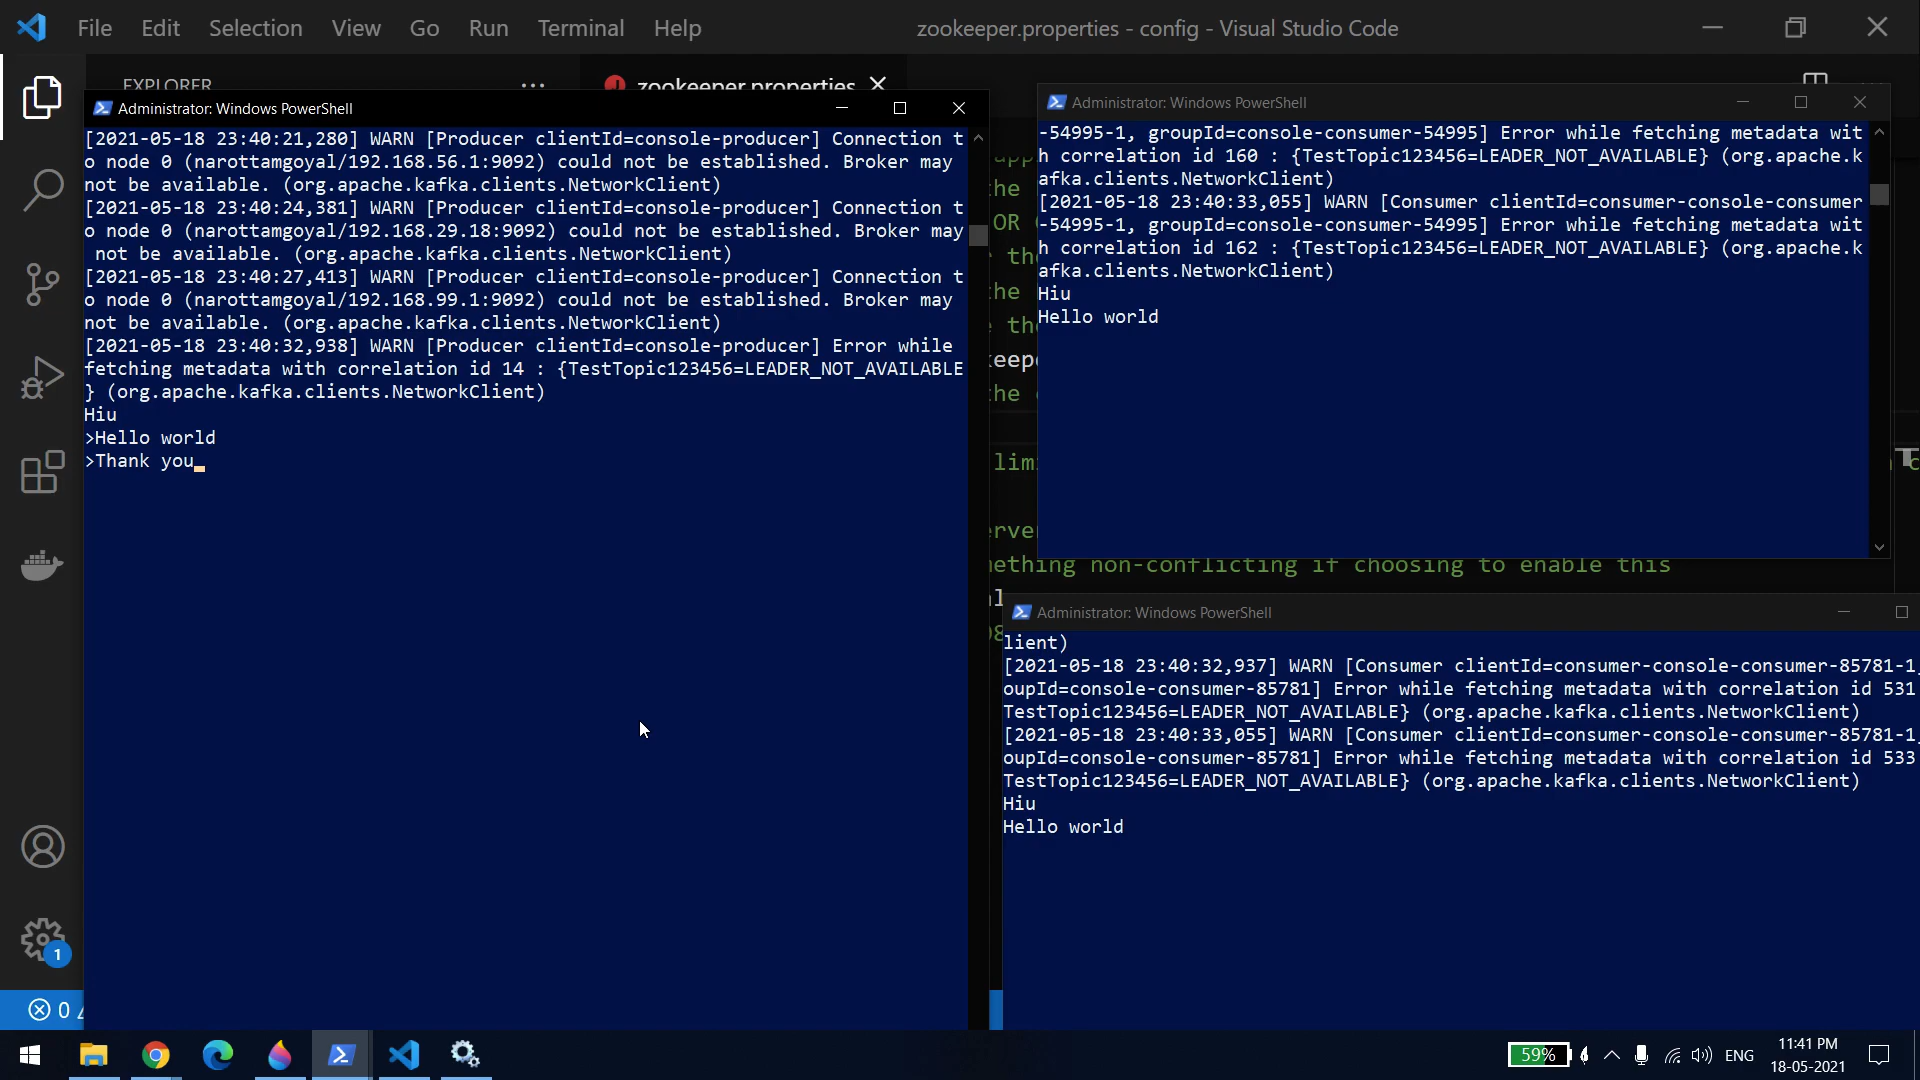 File Edit Selection View Go Run Terminal Help
zookeeper.properties - config - Visual Studio Code
EXPLORER
zookeeper.properties
Administrator: Windows PowerShell
[2021-05-18 23:40:21,280] WARN [Producer clientId=console-producer] Connection t
o node 0 (narottamgoyal/192.168.56.1:9092) could not be established. Broker may
not be available. (org.apache.kafka.clients.NetworkClient)
[2021-05-18 23:40:24,381] WARN [Producer clientId=console-producer] Connection t
o node 0 (narottamgoyal/192.168.29.18:9092) could not be established. Broker may
not be available. (org.apache.kafka.clients.NetworkClient)
[2021-05-18 23:40:27,413] WARN [Producer clientId=console-producer] Connection t
o node 0 (narottamgoyal/192.168.99.1:9092) could not be established. Broker may
not be available. (org.apache.kafka.clients.NetworkClient)
[2021-05-18 23:40:32,938] WARN [Producer clientId=console-producer] Error while
fetching metadata with correlation id 14 : {TestTopic123456=LEADER_NOT_AVAILABLE
} (org.apache.kafka.clients.NetworkClient)
Hiu
>Hello world
>Thank you
Administrator: Windows PowerShell
-54995-1, groupId=console-consumer-54995] Error while fetching metadata wit
h correlation id 160 : {TestTopic123456=LEADER_NOT_AVAILABLE} (org.apache.k
afka.clients.NetworkClient)
[2021-05-18 23:40:33,055] WARN [Consumer clientId=consumer-console-consumer
-54995-1, groupId=console-consumer-54995] Error while fetching metadata wit
h correlation id 162 : {TestTopic123456=LEADER_NOT_AVAILABLE} (org.apache.k
afka.clients.NetworkClient)
Hiu
Hello world
the
OR
the
the
keep
the
lim
erve
mething non-conflicting if choosing to enable this
Administrator: Windows PowerShell
lient)
[2021-05-18 23:40:32,937] WARN [Consumer clientId=consumer-console-consumer-85781-1
oupId=console-consumer-85781] Error while fetching metadata with correlation id 531
TestTopic123456=LEADER_NOT_AVAILABLE} (org.apache.kafka.clients.NetworkClient)
[2021-05-18 23:40:33,055] WARN [Consumer clientId=consumer-console-consumer-85781-1
oupId=console-consumer-85781] Error while fetching metadata with correlation id 533
TestTopic123456=LEADER_NOT_AVAILABLE} (org.apache.kafka.clients.NetworkClient)
Hiu
Hello world
1
0
59%
ENG
11:41 PM
18-05-2021